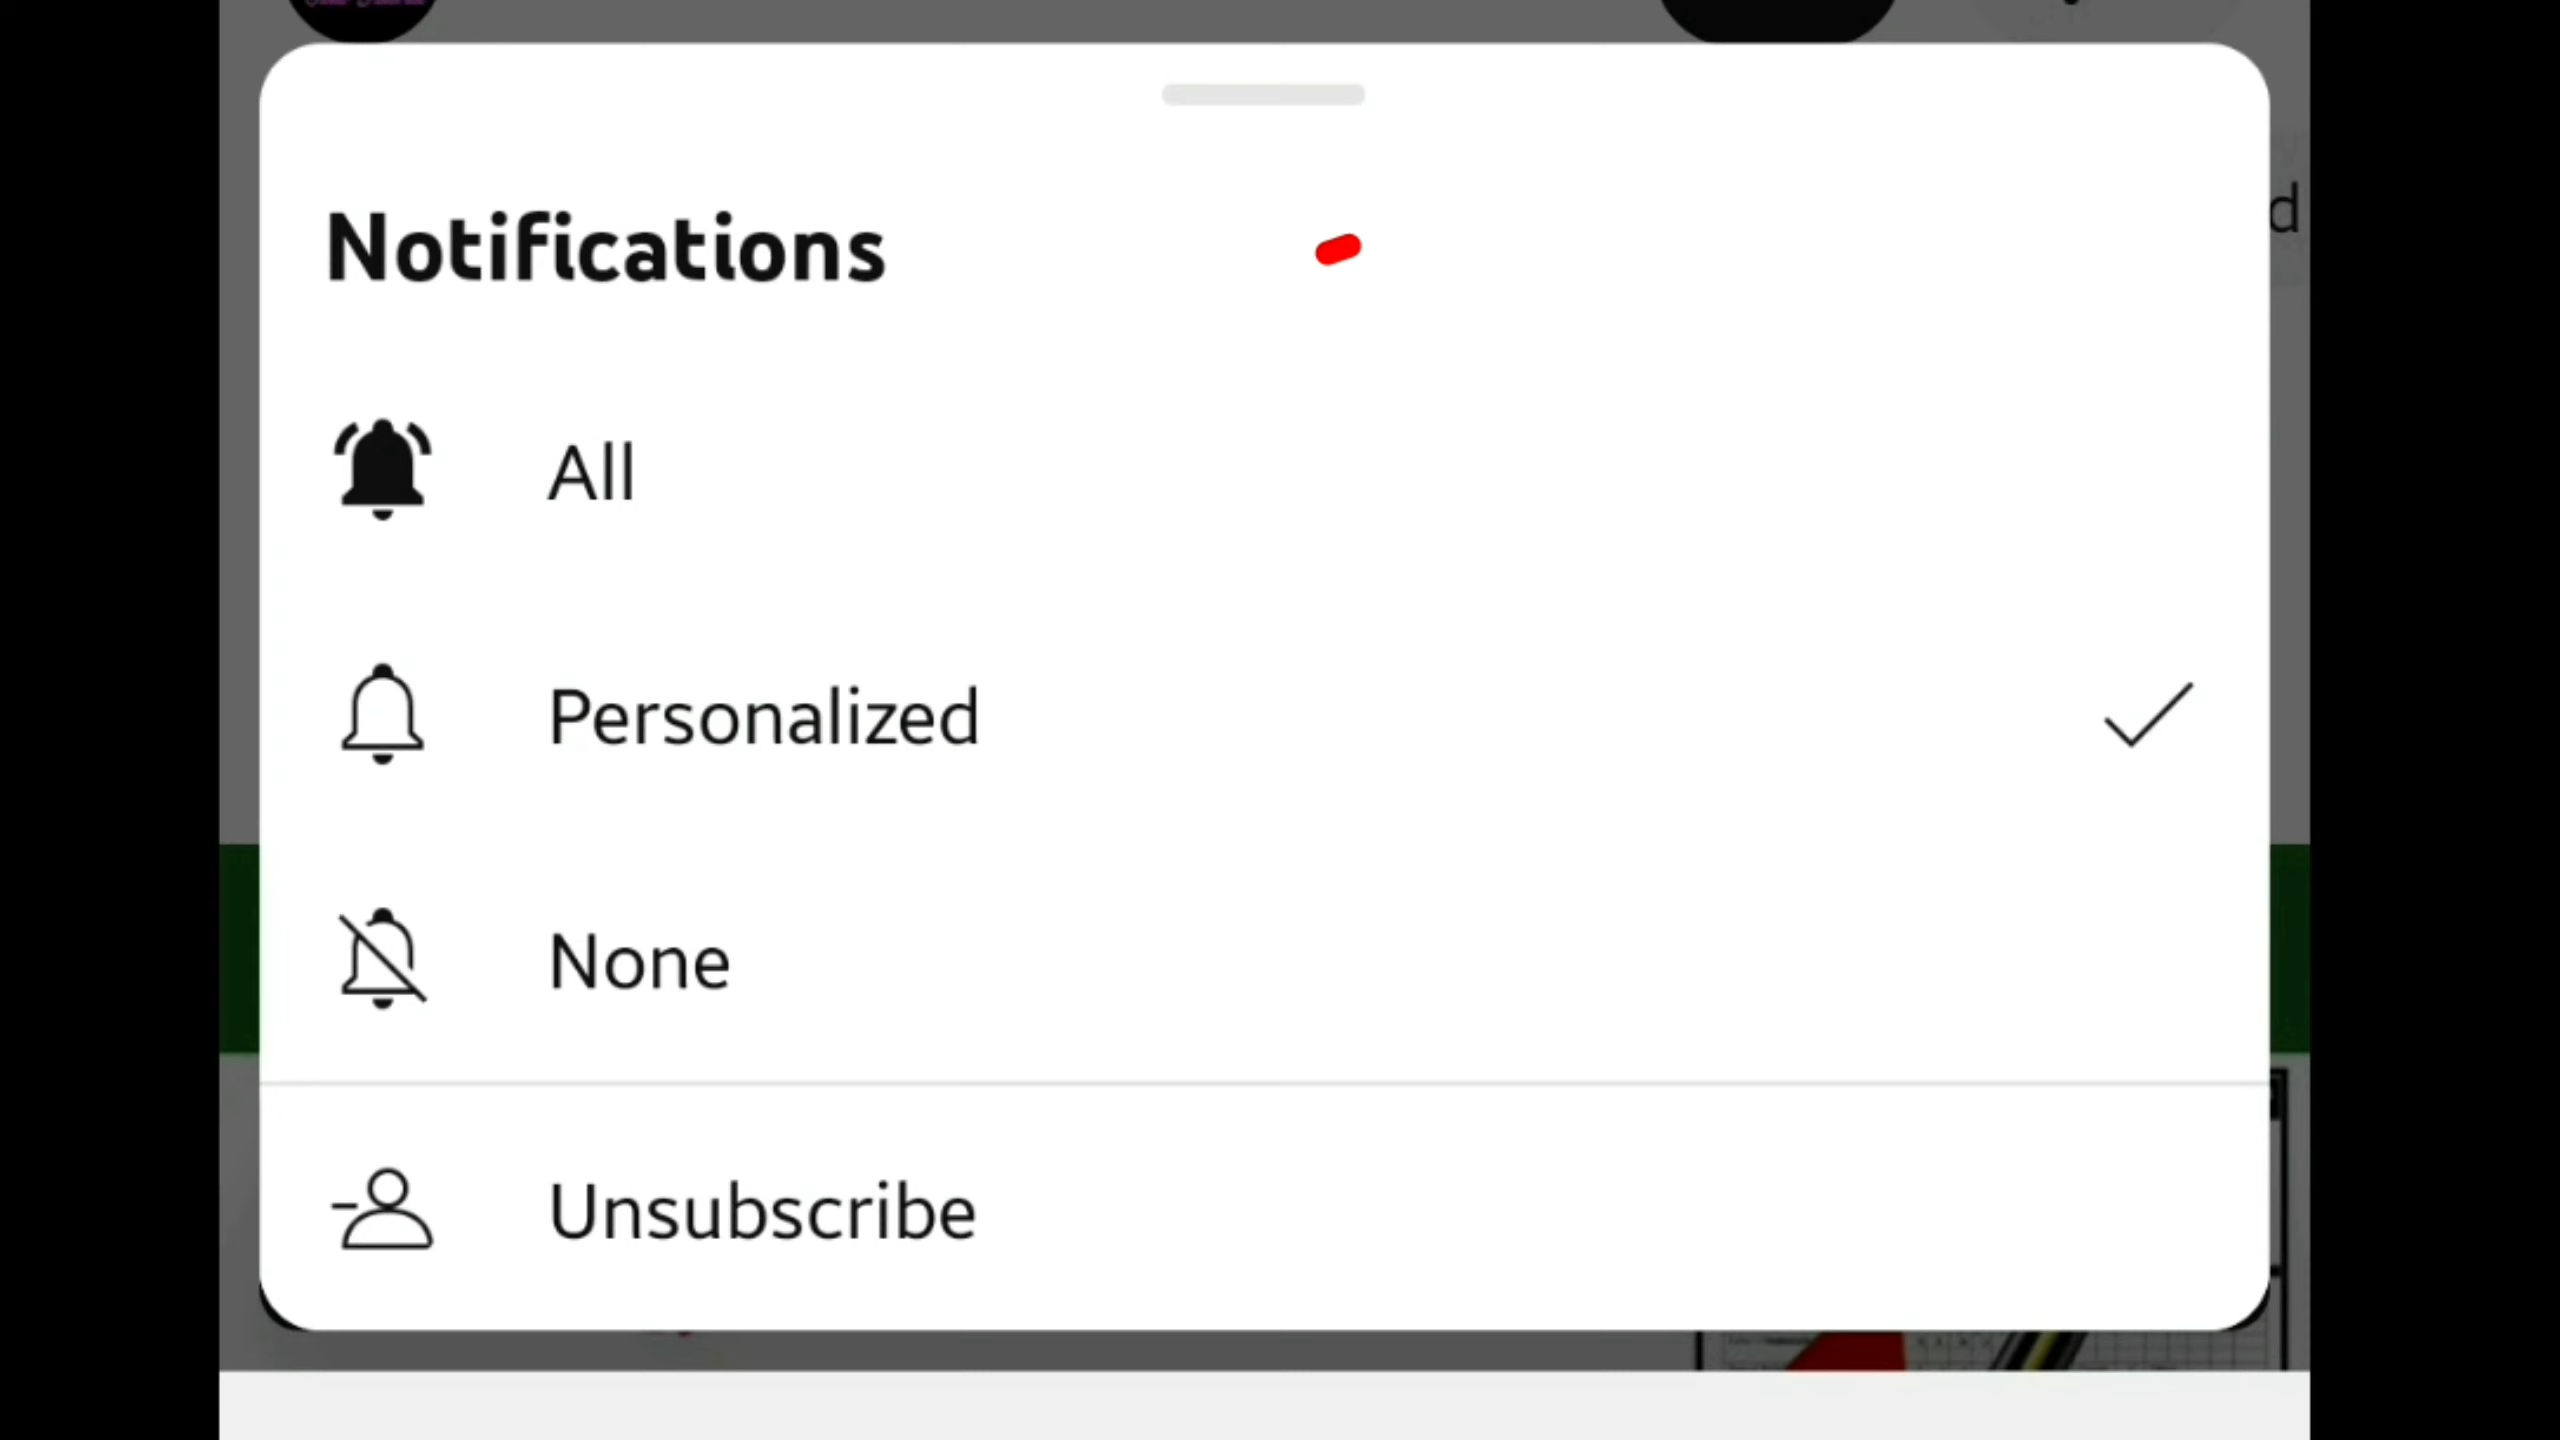 Notifications
All
Personalized
None
Unsubscribe